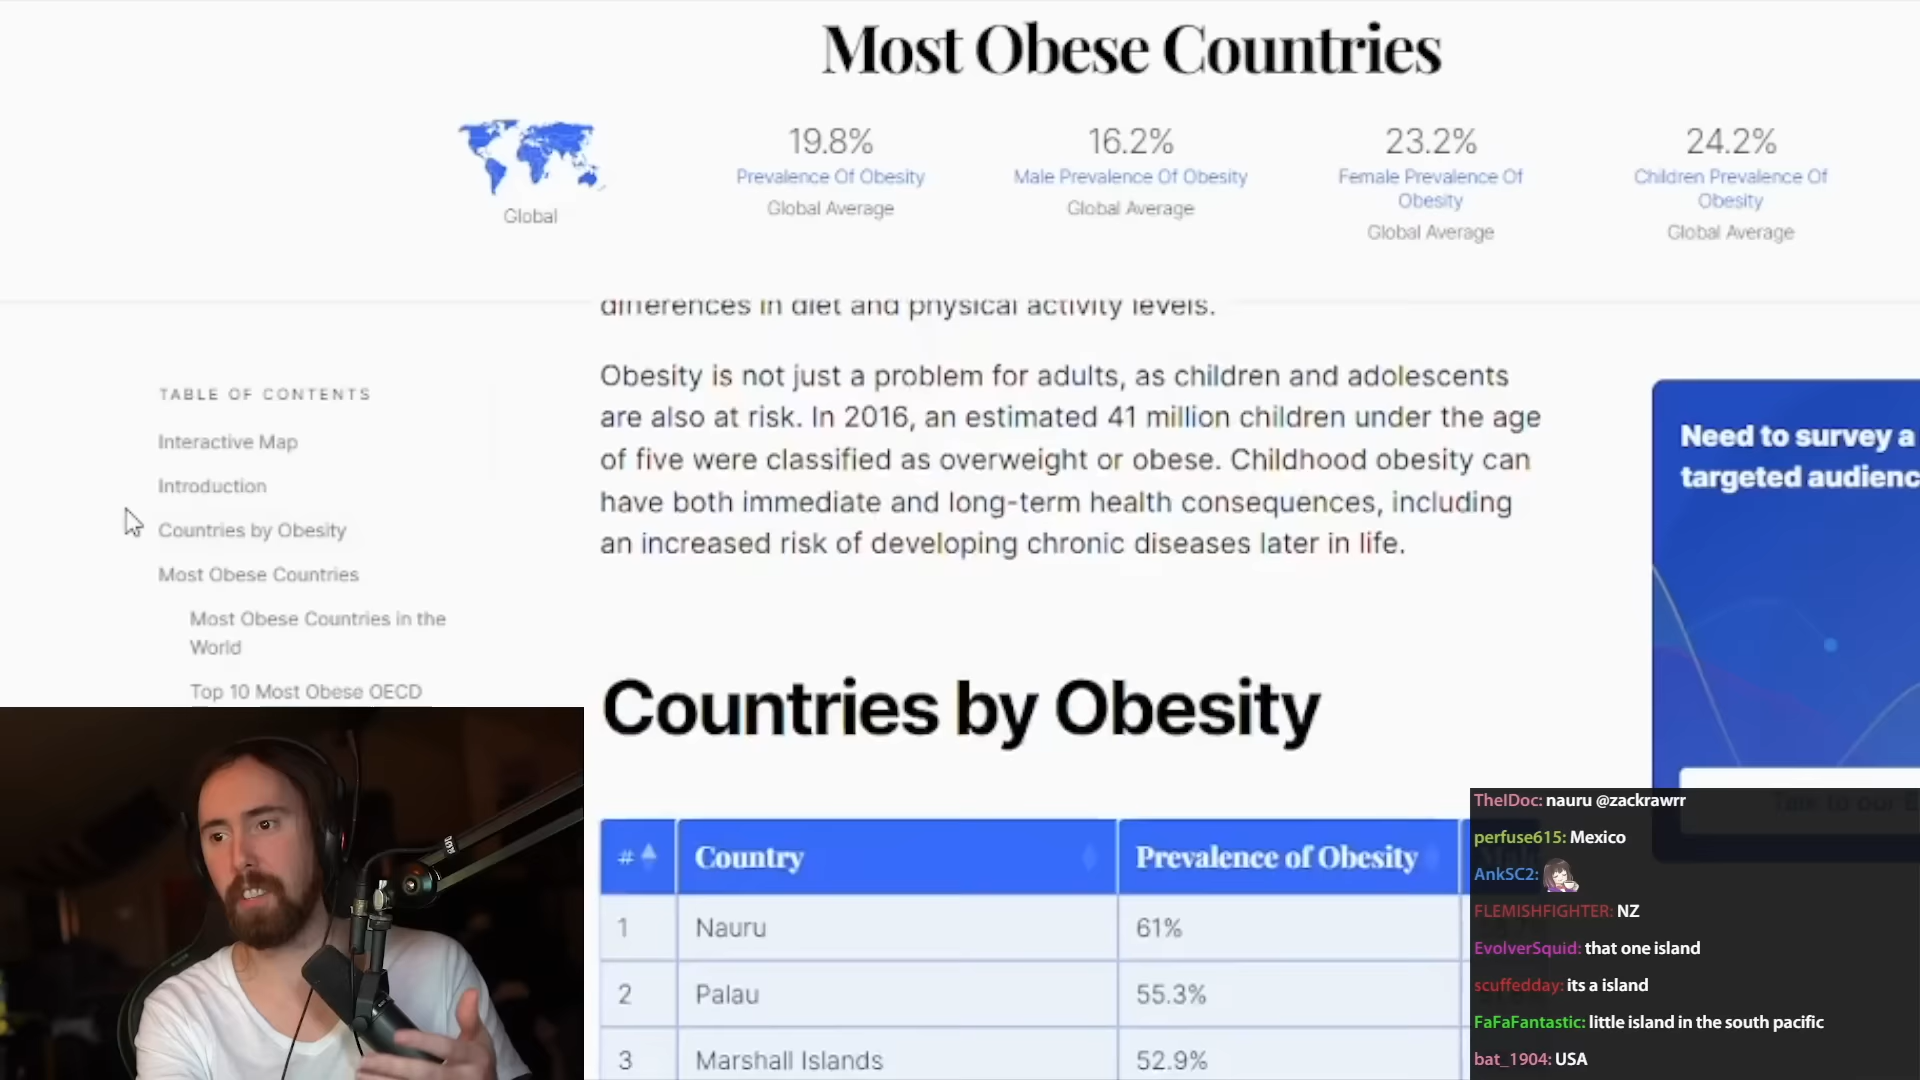 Most Obese Countries
Global
19.8%
Prevalence Of Obesity
Global Average
16.2%
Male Prevalence Of Obesity
Global Average
23.2%
Female Prevalence Of
Obesity
Global Average
24.2%
Children Prevalence Of
Obesity
Global Average
differences in diet and physical activity levels.
Obesity is not just a problem for adults, as children and adolescents
are also at risk. In 2016, an estimated 41 million children under the age
of five were classified as overweight or obese. Childhood obesity can
have both immediate and long-term health consequences, including
an increased risk of developing chronic diseases later in life.
TABLE OF CONTENTS
Interactive Map
Introduction
Countries by Obesity
Most Obese Countries
Most Obese Countries in the
World
Top 10 Most Obese OECD
Need to survey a
targeted audienc
Countries by Obesity
# Country Prevalence of Obesity
1 Nauru 61%
2 Palau 55.3%
3 Marshall Islands 52.9%
TheIDoc: nauru @zackrawrr
perfuse615: Mexico
AnkSC2:
FLEMISHFIGHTER: NZ
EvolverSquid: that one island
scuffedday: its a island
FaFaFantastic: little island in the south pacific
bat_1904: USA